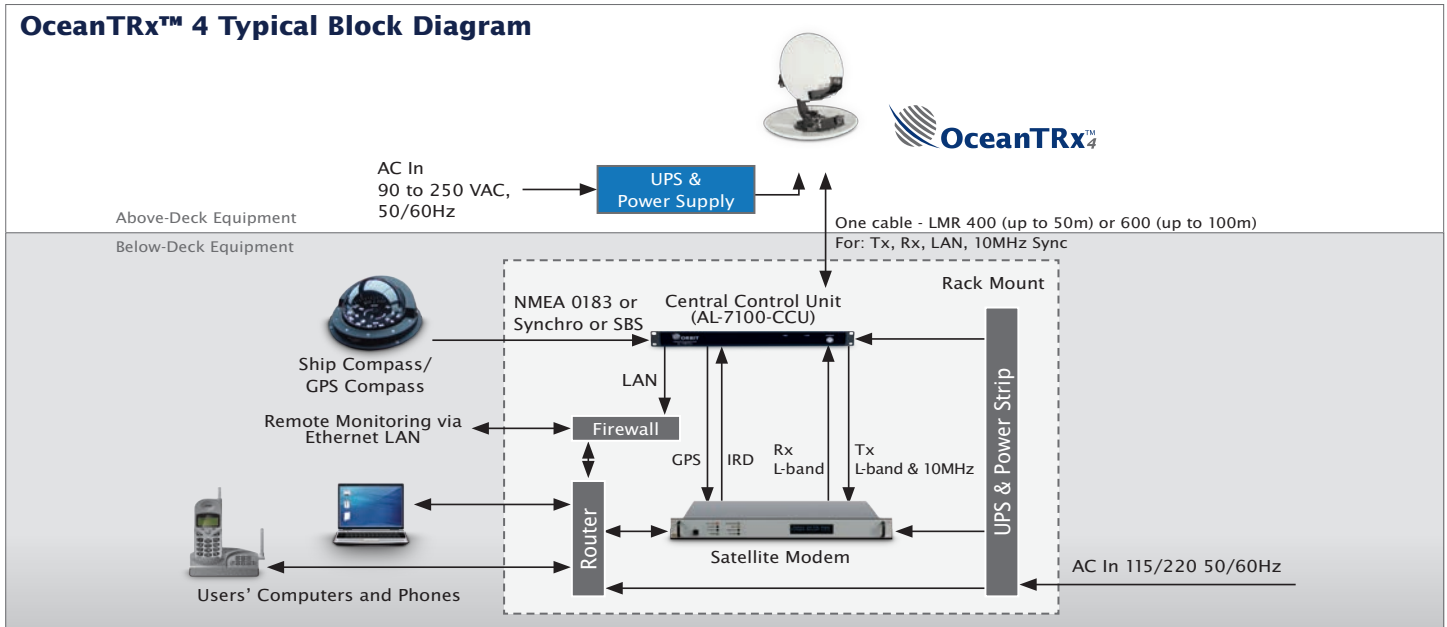 OceanTRx™ 4 Typical Block Diagram
OceanTRx™4
AC In
90 to 250 VAC,
50/60Hz
UPS &
Power Supply
Above-Deck Equipment
One cable - LMR 400 (up to 50m) or 600 (up to 100m)
Below-Deck Equipment
For: Tx, Rx, LAN, 10MHz Sync
Rack Mount
NMEA 0183 or
Synchro or SBS
Central Control Unit
(AL-7100-CCU)
ORBIT
Ship Compass/
GPS Compass
LAN
UPS & Power Strip
Remote Monitoring via
Ethernet LAN
Firewall
GPS
IRD
Rx
L-band
Tx
L-band & 10MHz
Router
Satellite Modem
AC In 115/220 50/60Hz
Users’ Computers and Phones